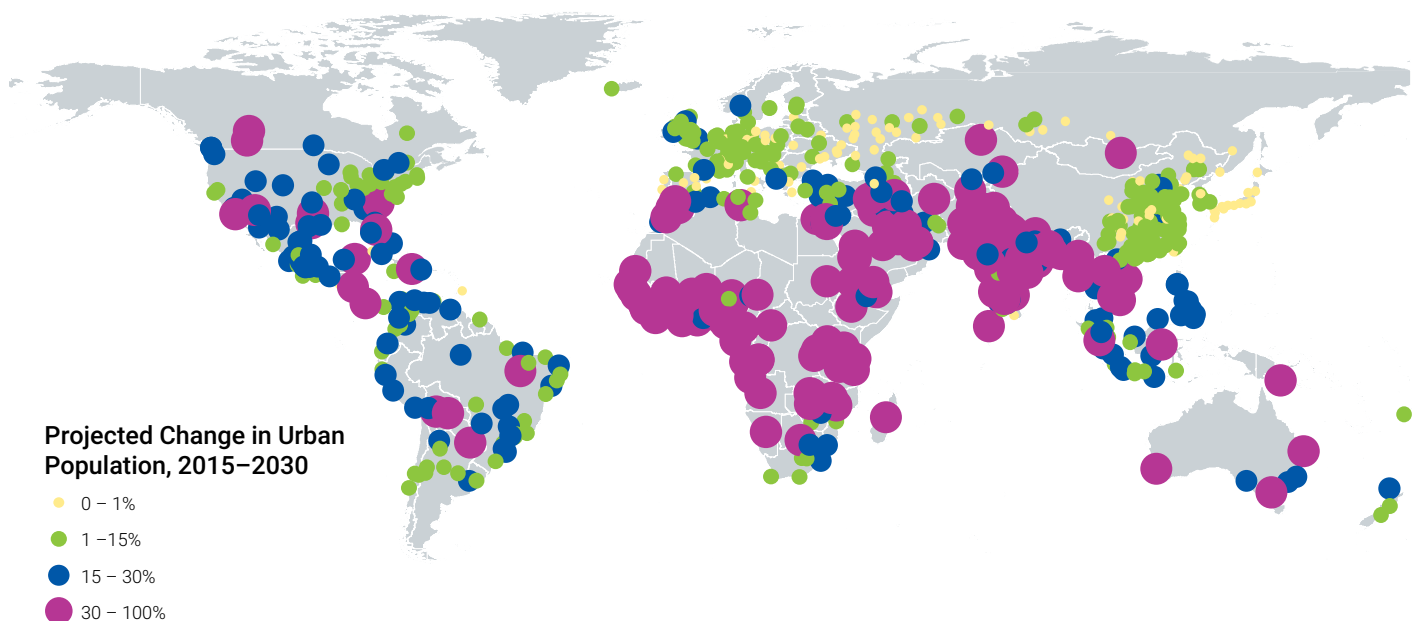 Projected Change in Urban
Population, 2015–2030
0 – 1%
1 –15%
15 – 30%
30 – 100%